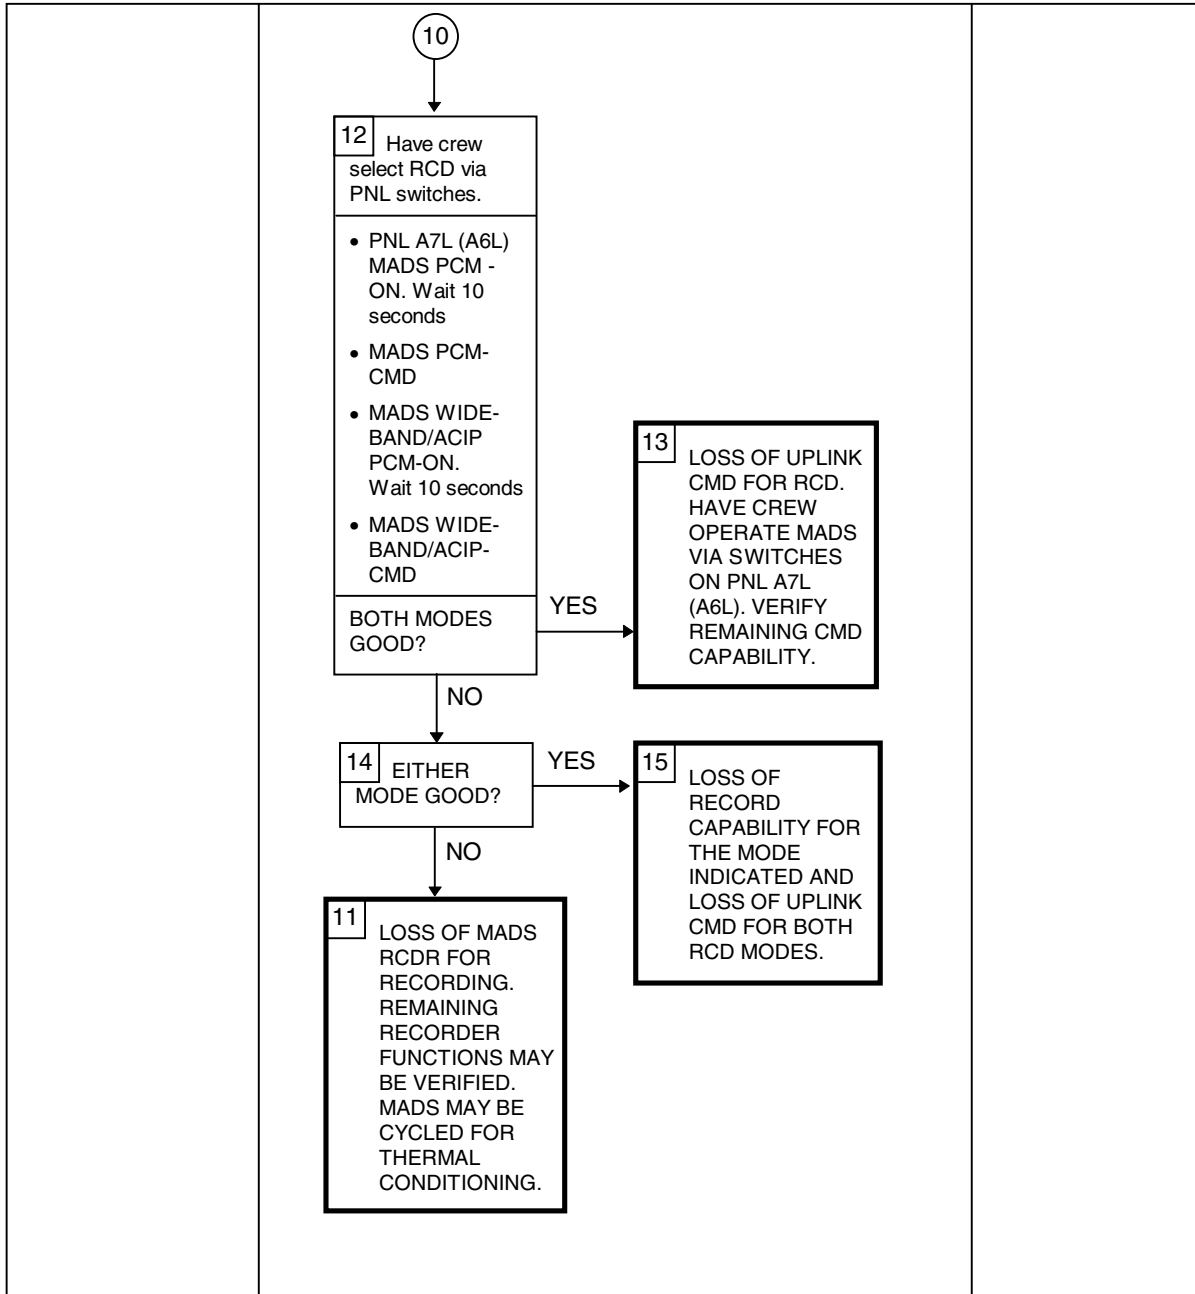 10
12 Have crew
select RCD via
PNL switches.
• PNL A7L (A6L)
MADS PCM -
ON. Wait 10
seconds
• MADS PCM-
CMD
• MADS WIDE-
BAND/ACIP
PCM-ON.
Wait 10 seconds
• MADS WIDE-
BAND/ACIP-
CMD
BOTH MODES
GOOD?
YES
13
LOSS OF UPLINK
CMD FOR RCD.
HAVE CREW
OPERATE MADS
VIA SWITCHES
ON PNL A7L
(A6L). VERIFY
REMAINING CMD
CAPABILITY.
NO
14 EITHER
MODE GOOD?
YES
15
LOSS OF
RECORD
CAPABILITY FOR
THE MODE
INDICATED AND
LOSS OF UPLINK
CMD FOR BOTH
RCD MODES.
NO
11
LOSS OF MADS
RCDR FOR
RECORDING.
REMAINING
RECORDER
FUNCTIONS MAY
BE VERIFIED.
MADS MAY BE
CYCLED FOR
THERMAL
CONDITIONING.